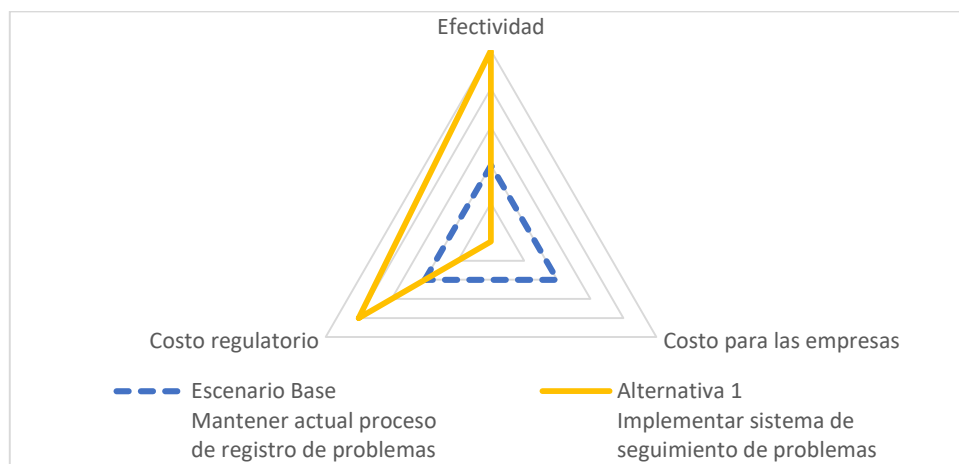 Efectividad
Costo regulatorio
Costo para las empresas
Escenario Base
Mantener actual proceso
de registro de problemas
Alternativa 1
Implementar sistema de
seguimiento de problemas